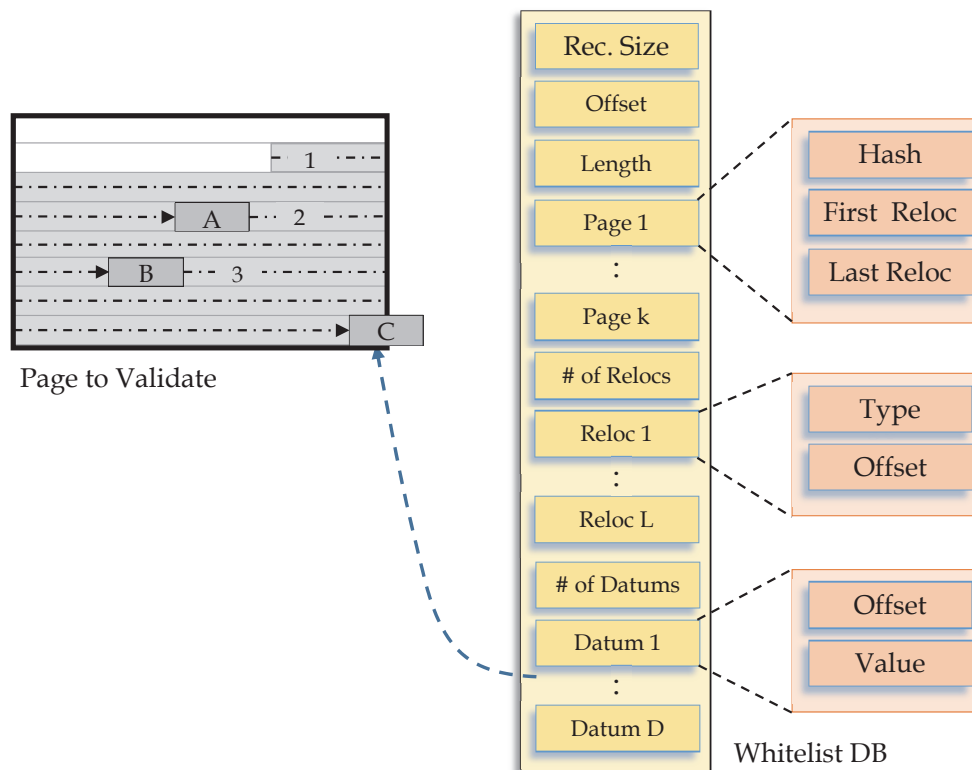 1
A
2
B
3
C
Page to Validate
Rec. Size
Offset
Length
Page 1
:
Page k
# of Relocs
Reloc 1
:
Reloc L
# of Datums
Datum 1
:
Datum D
Hash
First Reloc
Last Reloc
Type
Offset
Offset
Value
Whitelist DB